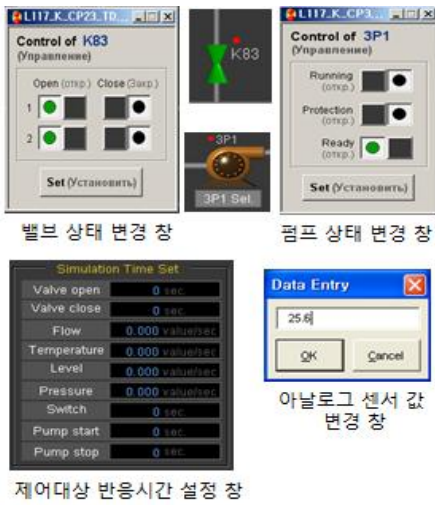 L117_K_CP23_TD...
Control of K83
(Управление)
Open (откр.) Close (Закр.)
1
2
Set (Установить)
밸브 상태 변경 창
K83
3P1
3P1 Sel.
L117_K_CP3...
Control of 3P1
(Управление)
Running
(откр.)
Protection
(откр.)
Ready
(откр.)
Set (Установить)
펌프 상태 변경 창
Simulation Time Set
Valve open 0 sec.
Valve close 0 sec.
Flow 0.000 value/sec
Temperature 0.000 value/sec
Level 0.000 value/sec
Pressure 0.000 value/sec
Switch 0 sec.
Pump start 0 sec.
Pump stop 0 sec.
제어대상 반응시간 설정 창
Data Entry
25.6
OK Cancel
아날로그 센서 값
변경 창